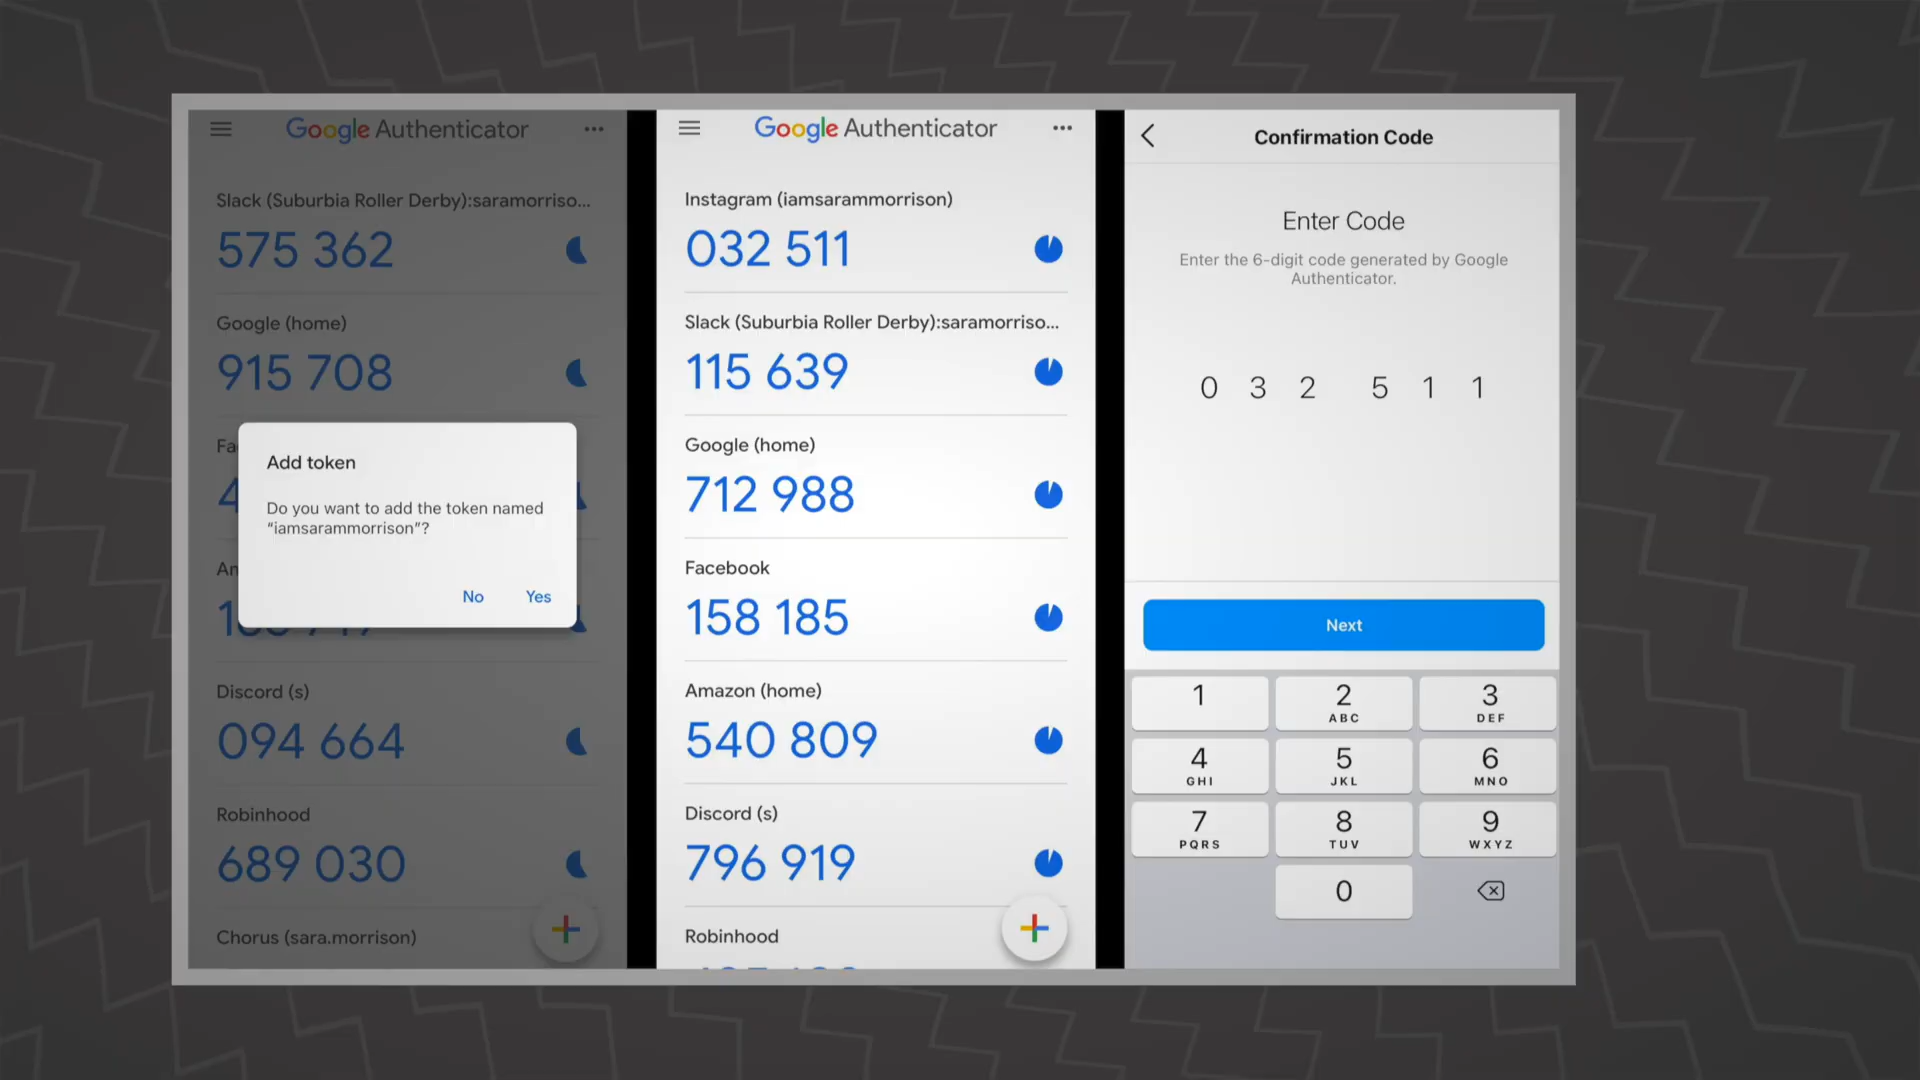 Google Authenticator
Slack (Suburbia Roller Derby):saramorriso...
575 362
Google (home)
915 708
Add token
Do you want to add the token named
“iamsarammorrison”?
No Yes
Discord (s)
094 664
Robinhood
689 030
Chorus (sara.morrison)
Google Authenticator
Instagram (iamsarammorrison)
032 511
Slack (Suburbia Roller Derby):saramorriso...
115 639
Google (home)
712 988
Facebook
158 185
Amazon (home)
540 809
Discord (s)
796 919
Robinhood
Confirmation Code
Enter Code
Enter the 6-digit code generated by Google
Authenticator.
0 3 2 5 1 1
Next
1 2 3
ABC DEF
4 5 6
GHI JKL MNO
7 8 9
PQRS TUV WXYZ
0